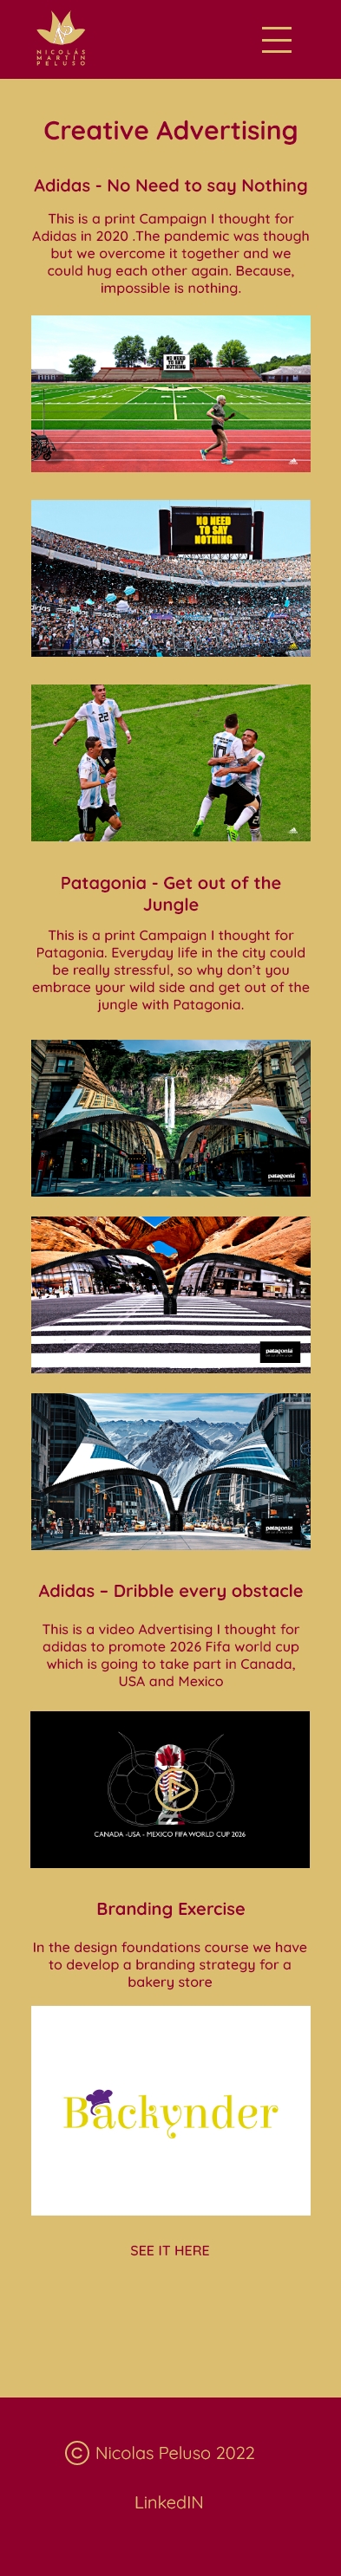 NICOLÁS
MARTÍN
PELUSO
Creative Advertising
Adidas - No Need to say Nothing
This is a print Campaign I thought for
Adidas in 2020 .The pandemic was though
but we overcome it together and we
could hug each other again. Because,
impossible is nothing.
NO NEED
TO SAY
NOTHING
NO NEED
TO SAY
NOTHING
adidas
22
10
2
Patagonia - Get out of the
Jungle
This is a print Campaign I thought for
Patagonia. Everyday life in the city could
be really stressful, so why don't you
embrace your wild side and get out of the
jungle with Patagonia.
patagonia
patagonia
patagonia
Adidas – Dribble every obstacle
This is a video Advertising I thought for
adidas to promote 2026 Fifa world cup
which is going to take part in Canada,
USA and Mexico
CANADA -USA - MEXICO FIFA WORLD CUP 2026
Branding Exercise
In the design foundations course we have
to develop a branding strategy for a
bakery store
Backynder
SEE IT HERE
© Nicolas Peluso 2022
LinkedIN